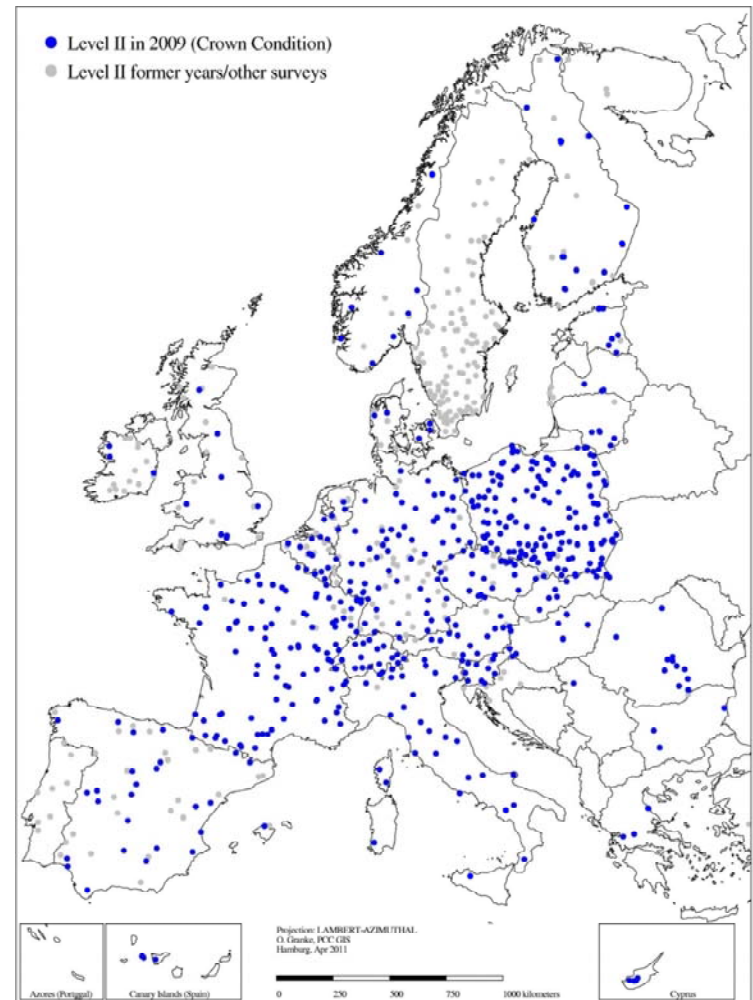 Level II in 2009 (Crown Condition)
Level II former years/other surveys
Projection: LAMBERT-AZIMUTHAL
O. Granke, PCC GIS
Hamburg, Apr 2011
Azores (Portugal)
Canary Islands (Spain)
0 250 500 750 1000 kilometers
Cyprus